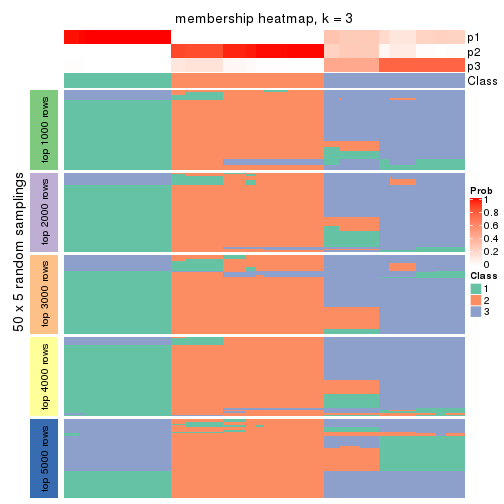 membership heatmap, k = 3
p1
p2
p3
Class
50 x 5 random samplings
top 1000 rows
top 2000 rows
top 3000 rows
top 4000 rows
top 5000 rows
Prob
1
0.8
0.6
0.4
0.2
0
Class
1
2
3